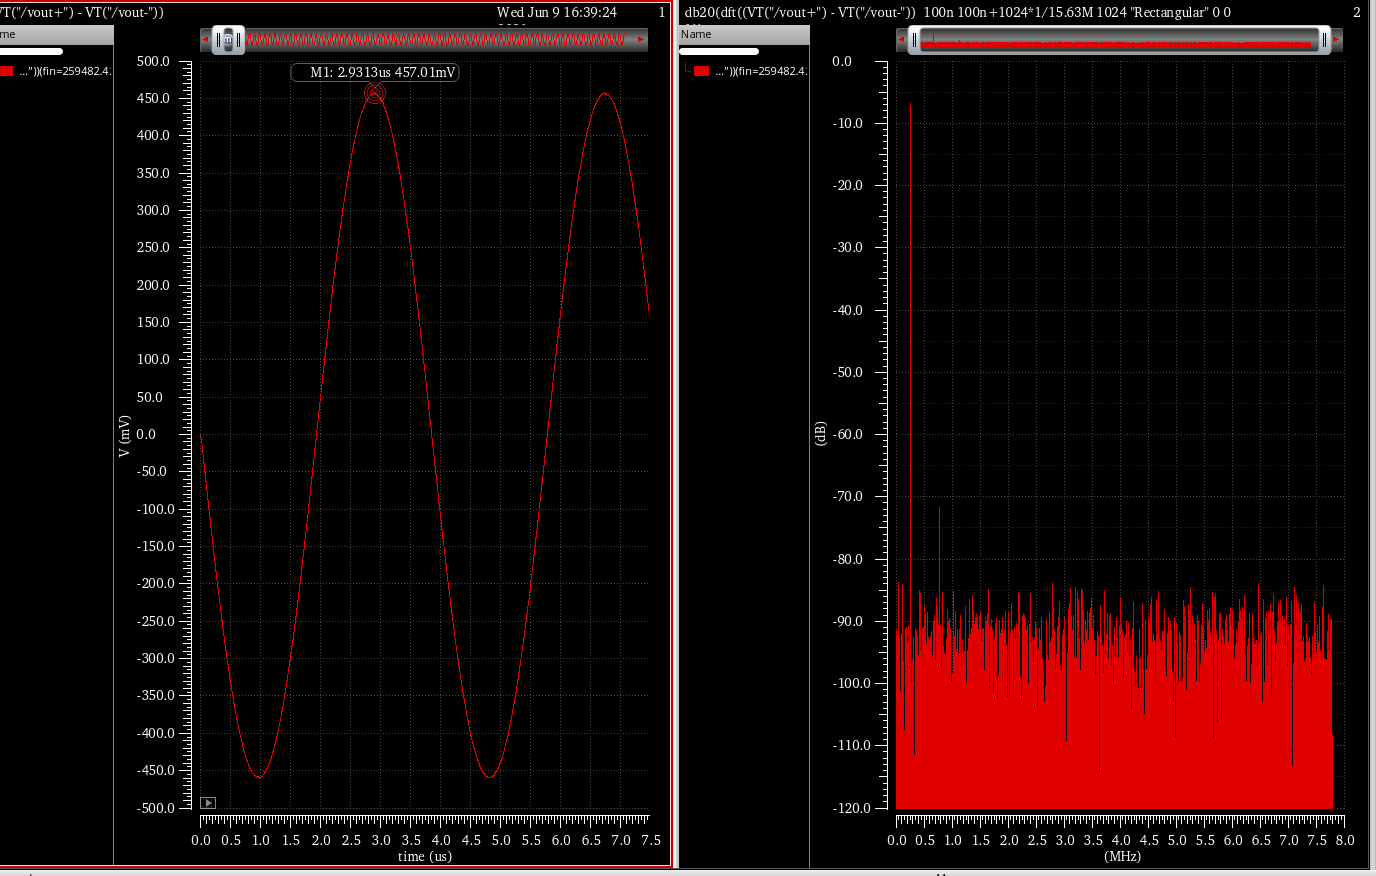 VT("/vout+") - VT("/vout-"))
Wed Jun 9 16:39:24
1
me
..."))(fin=259482.4
M1: 2.9313us 457.01mV
500.0
450.0
400.0
350.0
300.0
250.0
200.0
150.0
100.0
50.0
0.0
-50.0
-100.0
-150.0
-200.0
-250.0
-300.0
-350.0
-400.0
-450.0
-500.0
V (mV)
0.0 0.5 1.0 1.5 2.0 2.5 3.0 3.5 4.0 4.5 5.0 5.5 6.0 6.5 7.0 7.5
time (us)
db20(dft((VT("/vout+") - VT("/vout-")) 100n 100n+1024*1/15.63M 1024 "Rectangular" 0 0
2
Name
..."))(fin=259482.4
0.0
-10.0
-20.0
-30.0
-40.0
-50.0
-60.0
-70.0
-80.0
-90.0
-100.0
-110.0
-120.0
(dB)
0.0 0.5 1.0 1.5 2.0 2.5 3.0 3.5 4.0 4.5 5.0 5.5 6.0 6.5 7.0 7.5 8.0
(MHz)